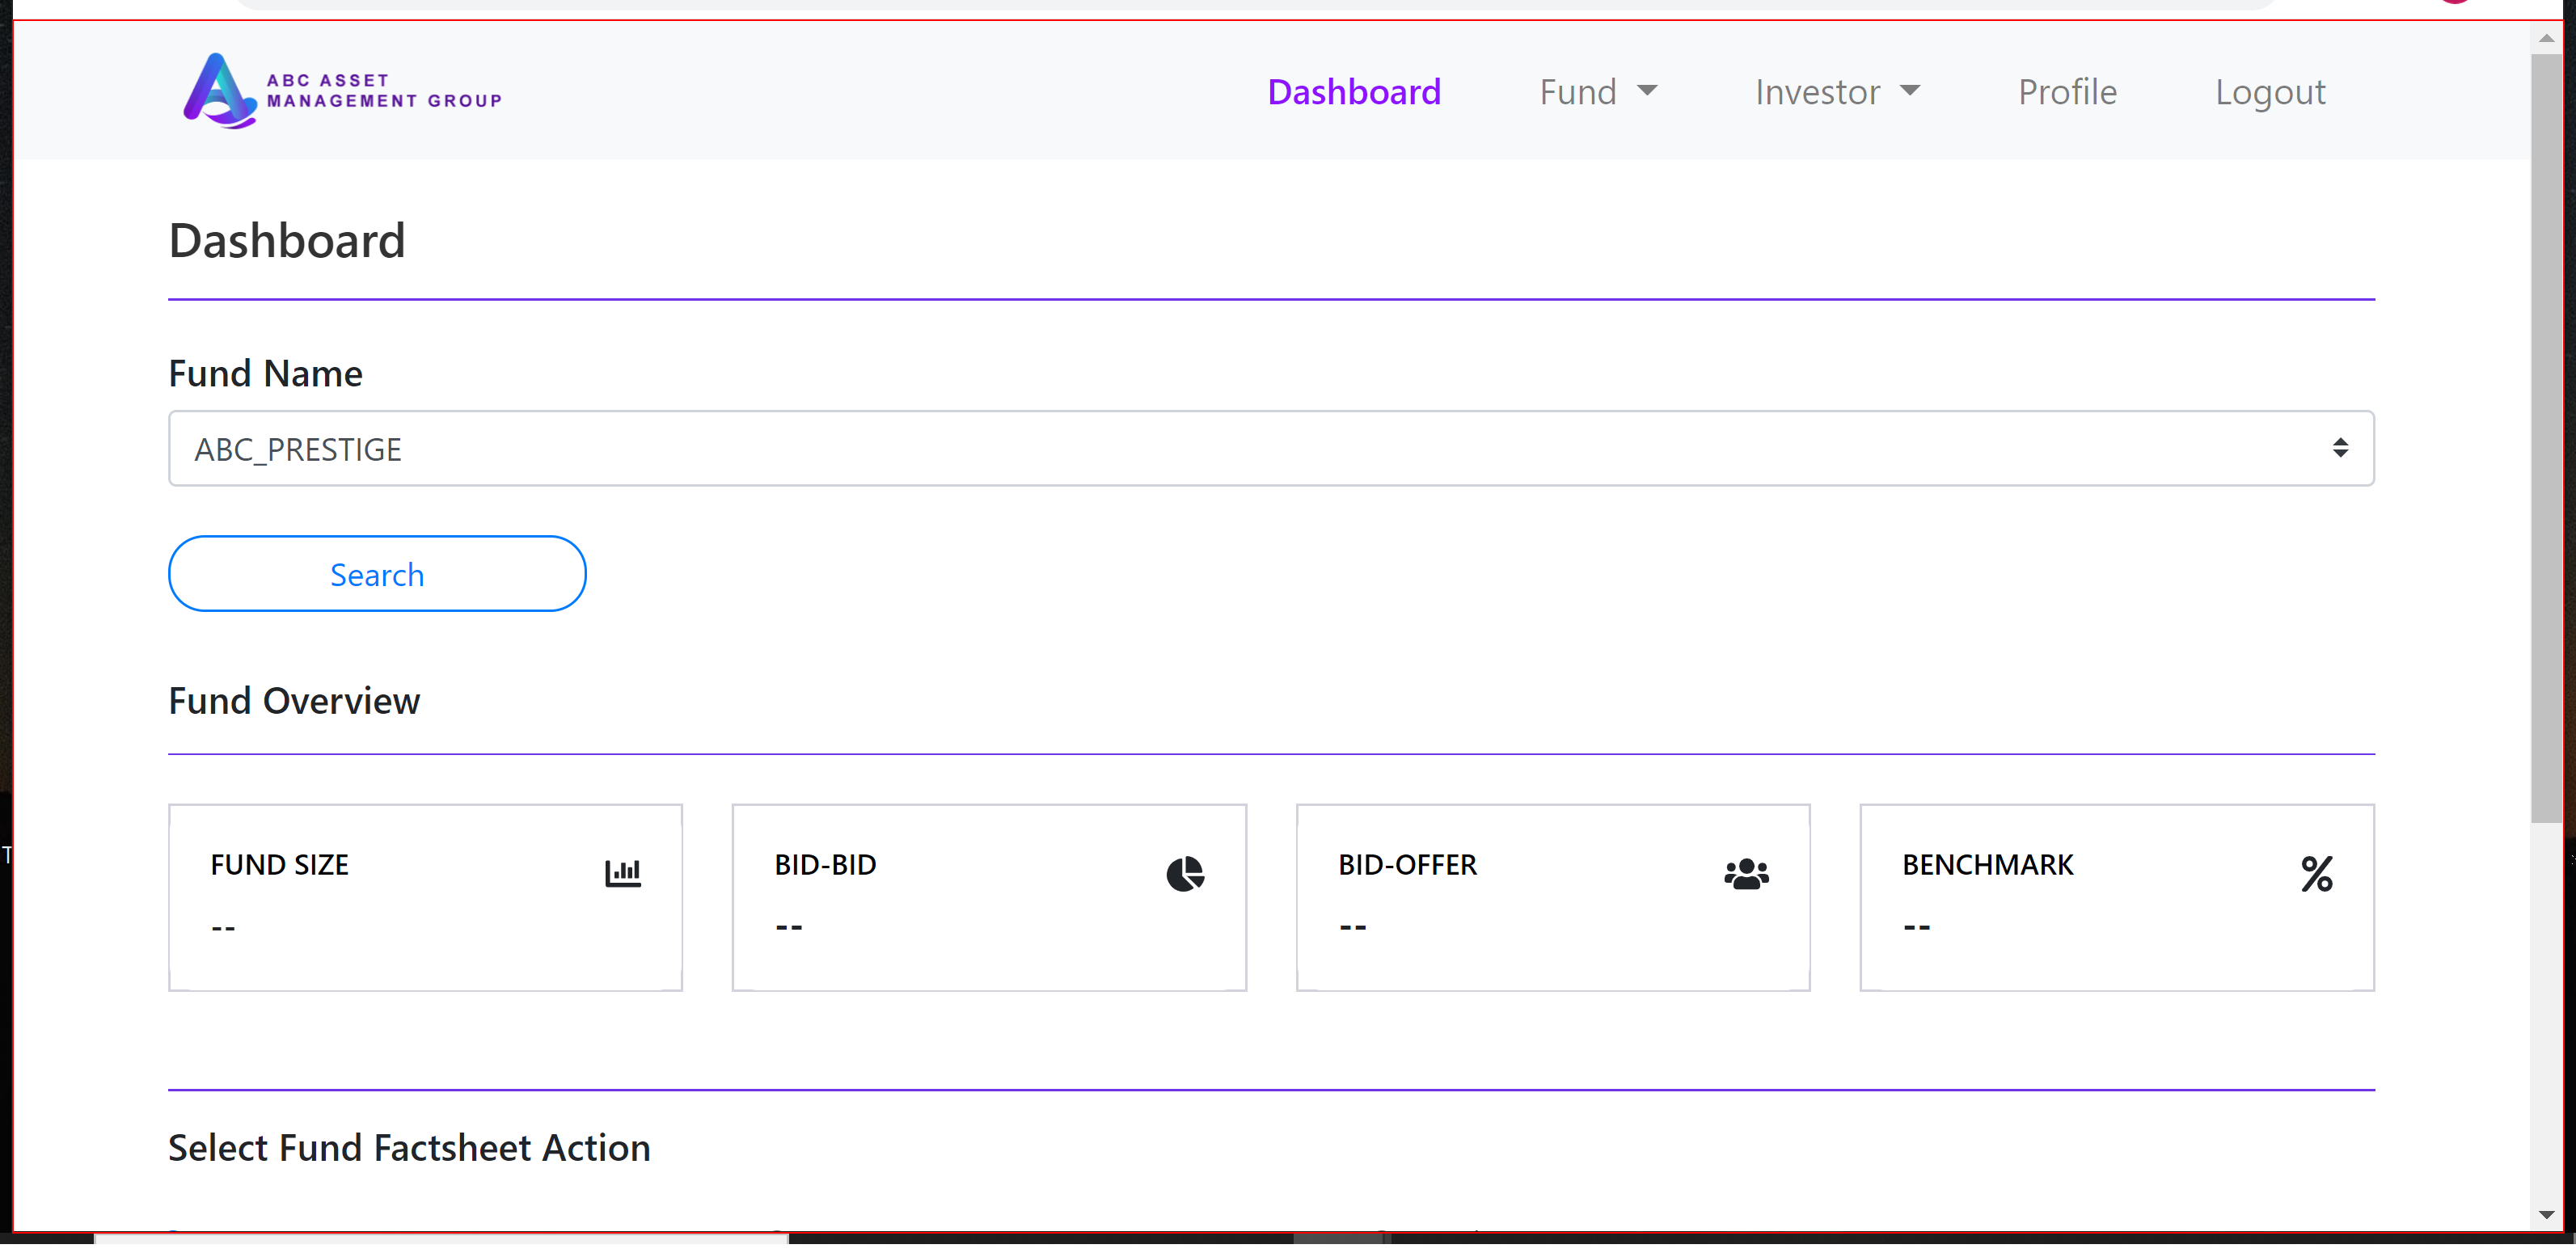 ABC ASSET
MANAGEMENT GROUP
Dashboard
Fund
Investor
Profile
Logout
Dashboard
Fund Name
ABC_PRESTIGE
Search
Fund Overview
FUND SIZE
--
BID-BID
--
BID-OFFER
--
BENCHMARK
%
--
Select Fund Factsheet Action
T